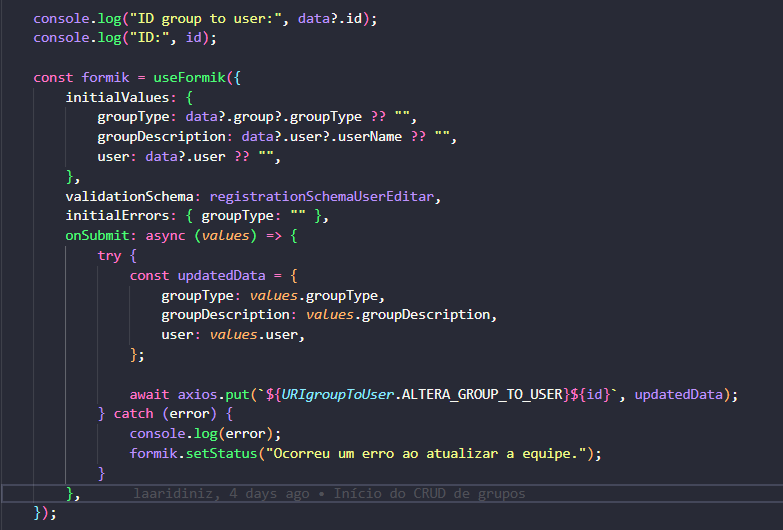 console.log("ID group to user:", data?.id);
console.log("ID:", id);
const formik = useFormik({
initialValues: {
groupType: data?.group?.groupType ?? "",
groupDescription: data?.user?.userName ?? "",
user: data?.user ?? "",
},
validationSchema: registrationSchemaUserEditar,
initialErrors: { groupType: "" },
onSubmit: async (values) => {
try {
const updatedData = {
groupType: values.groupType,
groupDescription: values.groupDescription,
user: values.user,
};
await axios.put(`${URIgroupToUser.ALTERA_GROUP_TO_USER}${id}`, updatedData);
} catch (error) {
console.log(error);
formik.setStatus("Ocorreu um erro ao atualizar a equipe.");
}
}, laaridiniz, 4 days ago • Início do CRUD de grupos
});